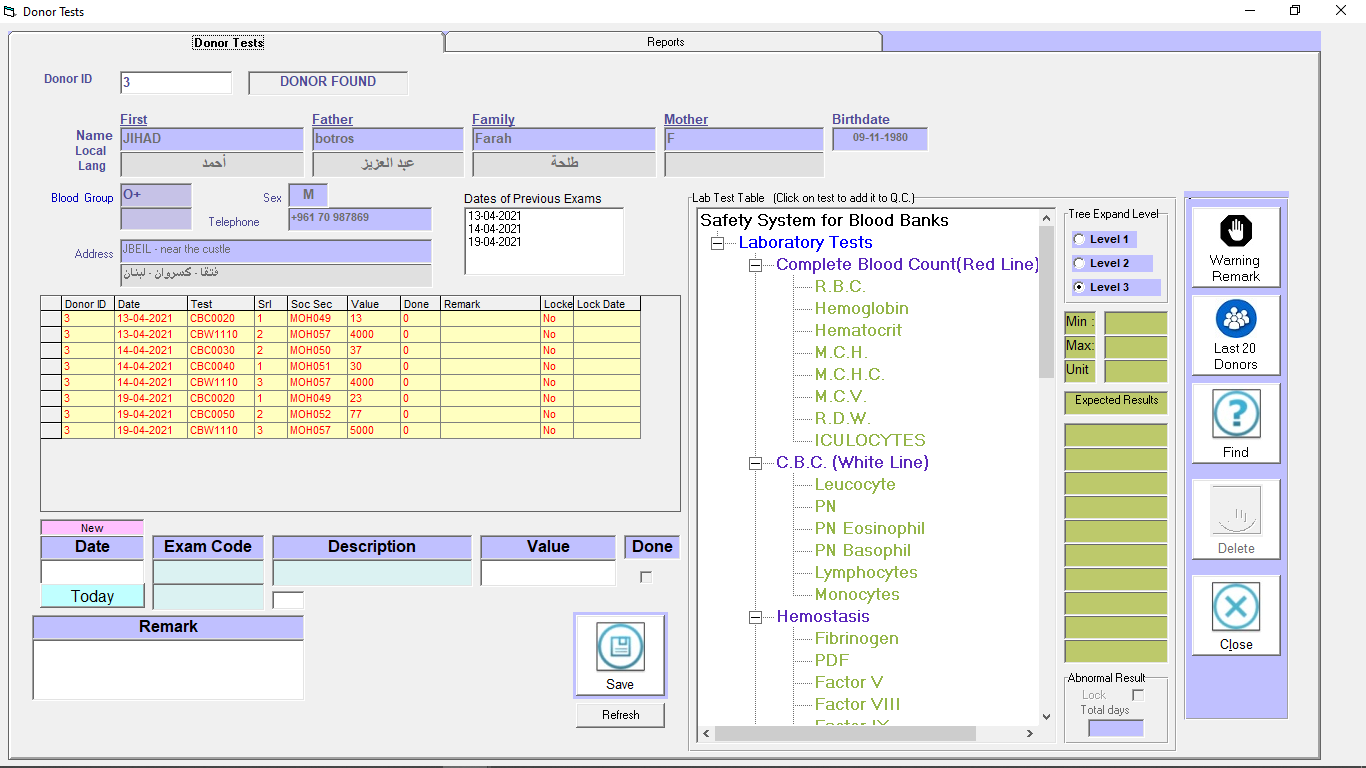 Donor Tests
Donor Tests
Reports
Donor ID
3
DONOR FOUND
First Father Family Mother Birthdate
Name JIHAD botros Farah F 09-11-1980
Local Lang أحمد عبد العزيز طلحة
Blood Group O+ Sex M
Telephone +961 70 987869
Address JBEIL - near the custle
فتقا - كسروان - لبنان
Dates of Previous Exams
13-04-2021
14-04-2021
19-04-2021
Donor ID Date Test Srl Soc Sec Value Done Remark Locke Lock Date
3 13-04-2021 CBC0020 1 MOH049 13 0 No
3 13-04-2021 CBW1110 2 MOH057 4000 0 No
3 14-04-2021 CBC0030 2 MOH050 37 0 No
3 14-04-2021 CBC0040 1 MOH051 30 0 No
3 14-04-2021 CBW1110 3 MOH057 4000 0 No
3 19-04-2021 CBC0020 1 MOH049 23 0 No
3 19-04-2021 CBC0050 2 MOH052 77 0 No
3 19-04-2021 CBW1110 3 MOH057 5000 0 No
New
Date Exam Code Description Value Done
Today
Remark
Save
Refresh
Lab Test Table (Click on test to add it to Q.C.)
Safety System for Blood Banks
Laboratory Tests
Complete Blood Count(Red Line)
R.B.C.
Hemoglobin
Hematocrit
M.C.H.
M.C.H.C.
M.C.V.
R.D.W.
ICULOCYTES
C.B.C. (White Line)
Leucocyte
PN
PN Eosinophil
PN Basophil
Lymphocytes
Monocytes
Hemostasis
Fibrinogen
PDF
Factor V
Factor VIII
Factor IX
Tree Expand Level
Level 1
Level 2
Level 3
Min :
Max:
Unit
Expected Results
Abnormal Result
Lock
Total days
Warning
Remark
Last 20
Donors
Find
Delete
Close